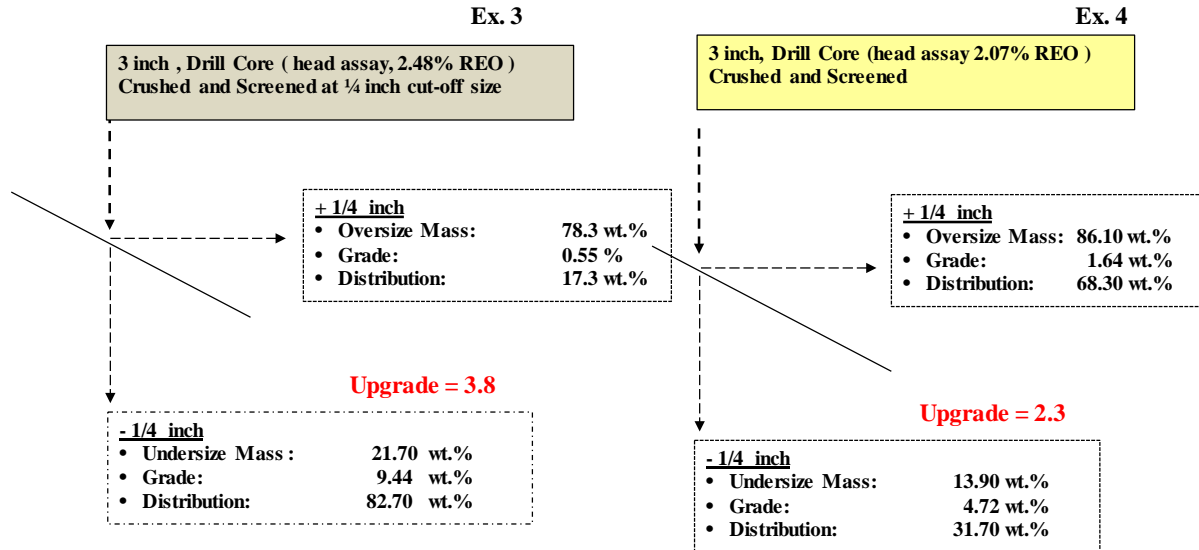 Ex. 3
3 inch , Drill Core ( head assay, 2.48% REO )
Crushed and Screened at ¼ inch cut-off size
+ 1/4 inch
• Oversize Mass: 78.3 wt.%
• Grade: 0.55 %
• Distribution: 17.3 wt.%
Upgrade = 3.8
- 1/4 inch
• Undersize Mass : 21.70 wt.%
• Grade: 9.44 wt.%
• Distribution: 82.70 wt.%
Ex. 4
3 inch, Drill Core (head assay 2.07% REO )
Crushed and Screened
+ 1/4 inch
• Oversize Mass: 86.10 wt.%
• Grade: 1.64 wt.%
• Distribution: 68.30 wt.%
Upgrade = 2.3
- 1/4 inch
• Undersize Mass: 13.90 wt.%
• Grade: 4.72 wt.%
• Distribution: 31.70 wt.%